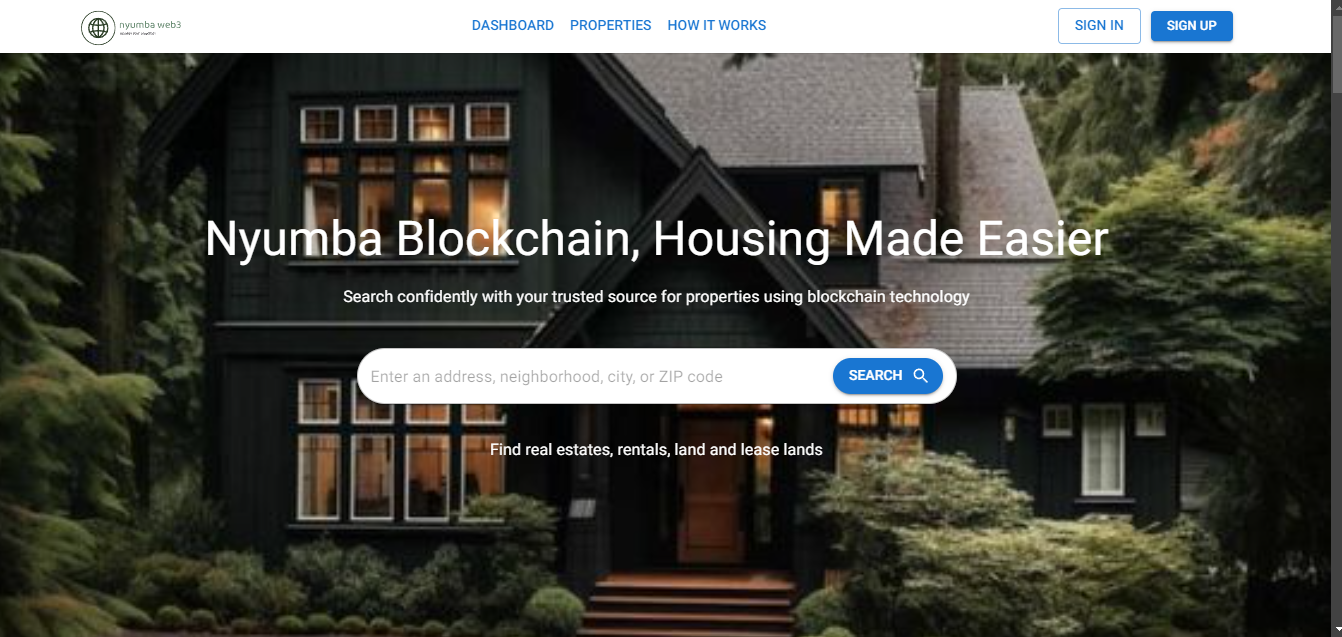 nyumba web3
DASHBOARD PROPERTIES HOW IT WORKS
SIGN IN
SIGN UP
Nyumba Blockchain, Housing Made Easier
Search confidently with your trusted source for properties using blockchain technology
Enter an address, neighborhood, city, or ZIP code
SEARCH
Find real estates, rentals, land and lease lands